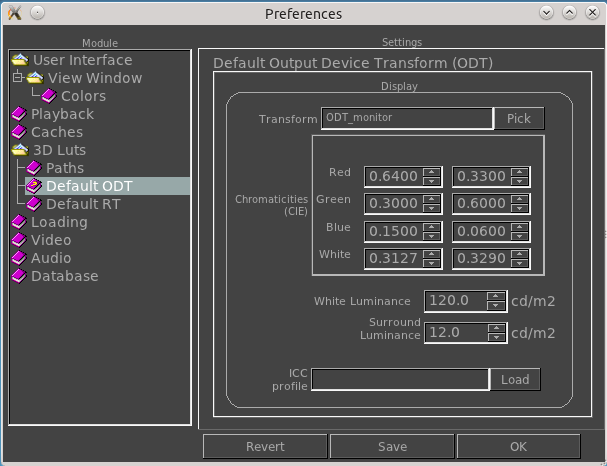 Preferences
Module
Settings
User Interface
View Window
Colors
Playback
Caches
3D Luts
Paths
Default ODT
Default RT
Loading
Video
Audio
Database
Default Output Device Transform (ODT)
Display
Transform ODT_monitor Pick
Chromaticities
(CIE)
Red 0.6400 0.3300
Green 0.3000 0.6000
Blue 0.1500 0.0600
White 0.3127 0.3290
White Luminance 120.0 cd/m2
Surround
Luminance 12.0 cd/m2
ICC
profile Load
Revert Save OK